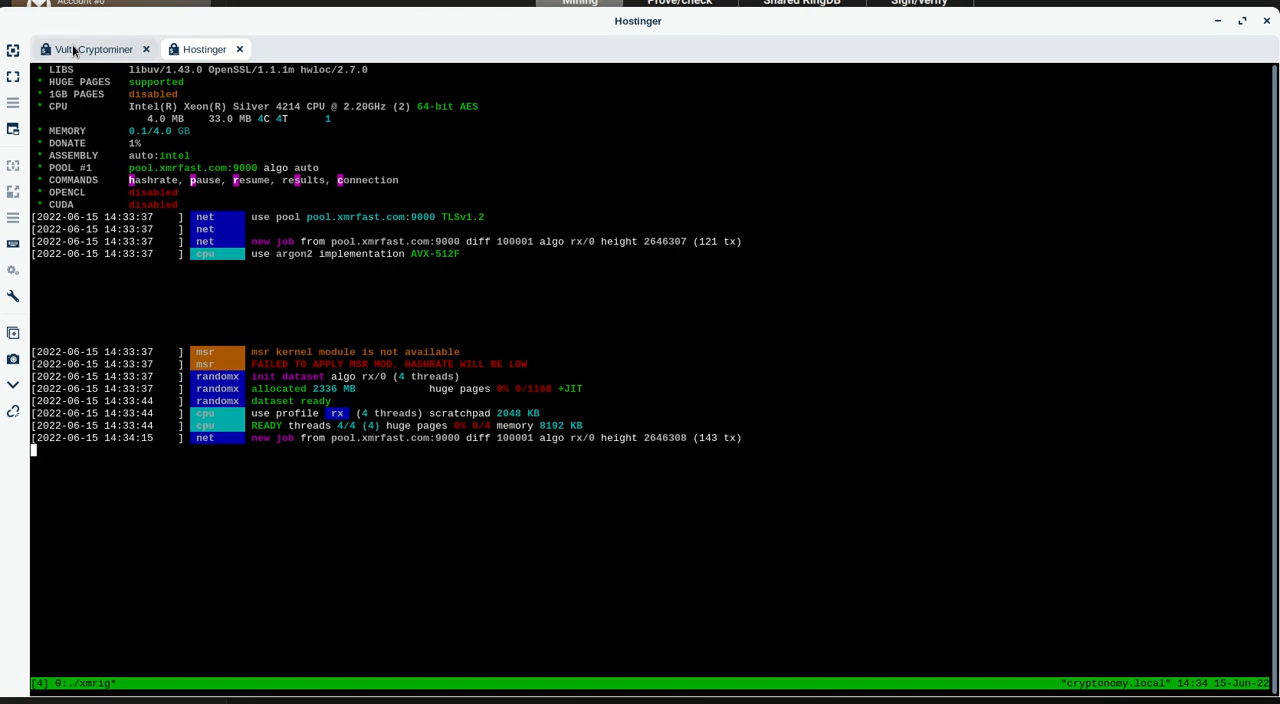 Account #0
Mining Prove/check Shared RingDB Sign/verify
Hostinger
Vult Cryptominer Hostinger
* LIBS libuv/1.43.0 OpenSSL/1.1.1m hwloc/2.7.0
* HUGE PAGES supported
* 1GB PAGES disabled
* CPU Intel(R) Xeon(R) Silver 4214 CPU @ 2.20GHz (2) 64-bit AES
4.0 MB 33.0 MB 4C 4T 1
* MEMORY 0.1/4.0 GB
* DONATE 1%
* ASSEMBLY auto:intel
* POOL #1 pool.xmrfast.com:9000 algo auto
* COMMANDS hashrate, pause, resume, results, connection
* OPENCL disabled
* CUDA disabled
[2022-06-15 14:33:37 ] net use pool pool.xmrfast.com:9000 TLSv1.2
[2022-06-15 14:33:37 ] net
[2022-06-15 14:33:37 ] net new job from pool.xmrfast.com:9000 diff 100001 algo rx/0 height 2646307 (121 tx)
[2022-06-15 14:33:37 ] cpu use argon2 implementation AVX-512F
[2022-06-15 14:33:37 ] msr msr kernel module is not available
[2022-06-15 14:33:37 ] msr FAILED TO APPLY MSR MOD, HASHRATE WILL BE LOW
[2022-06-15 14:33:37 ] randomx init dataset algo rx/0 (4 threads)
[2022-06-15 14:33:37 ] randomx allocated 2336 MB huge pages 0% 0/1168 +JIT
[2022-06-15 14:33:44 ] randomx dataset ready
[2022-06-15 14:33:44 ] cpu use profile rx (4 threads) scratchpad 2048 KB
[2022-06-15 14:33:44 ] cpu READY threads 4/4 (4) huge pages 0% 0/4 memory 8192 KB
[2022-06-15 14:34:15 ] net new job from pool.xmrfast.com:9000 diff 100001 algo rx/0 height 2646308 (143 tx)
[4] 0:./xmrig* "cryptonomy.local" 14:34 15-Jun-22